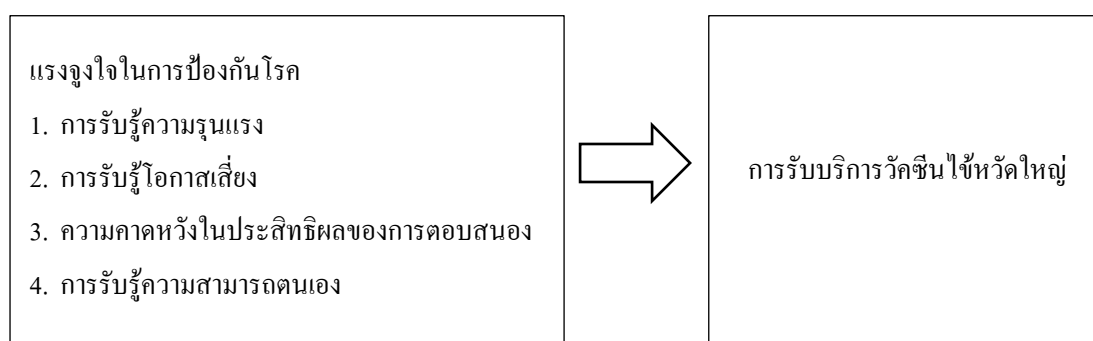 แรงจูงใจในการป้องกันโรค
1. การรับรู้ความรุนแรง
2. การรับรู้โอกาสเสี่ยง
3. ความคาดหวังในประสิทธิผลของการตอบสนอง
4. การรับรู้ความสามารถตนเอง
การรับบริการวัคซีนไข้หวัดใหญ่